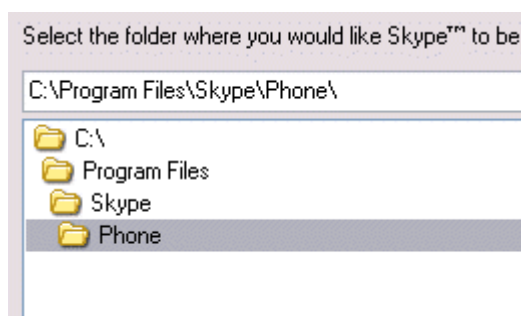 Select the folder where you would like Skype™ to be
C:\Program Files\Skype\Phone\
C:\
Program Files
Skype
Phone